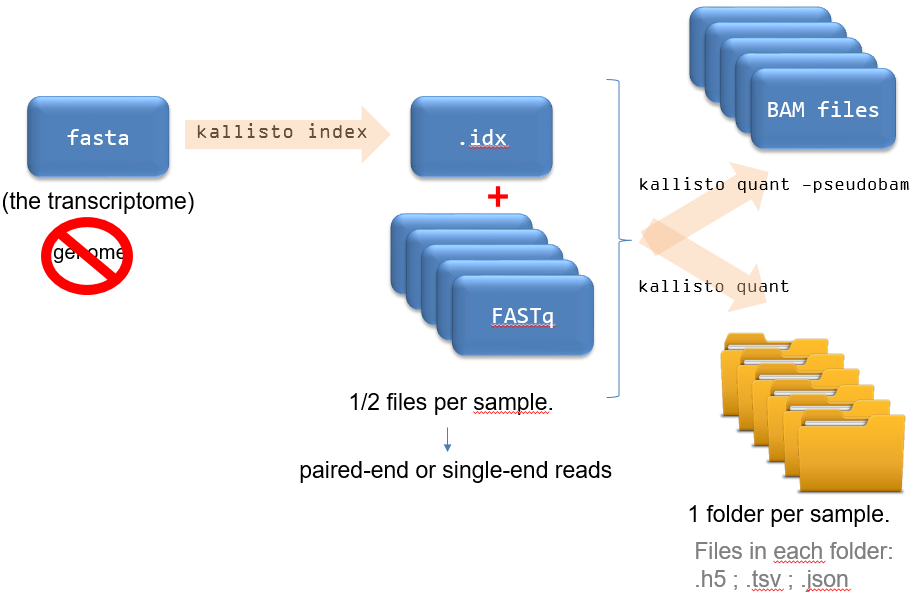 fasta
kallisto index
.idx
BAM files
(the transcriptome)
genome
kallisto quant –pseudobam
kallisto quant
FASTq
1/2 files per sample.
paired-end or single-end reads
1 folder per sample.
Files in each folder:
.h5 ; .tsv ; .json